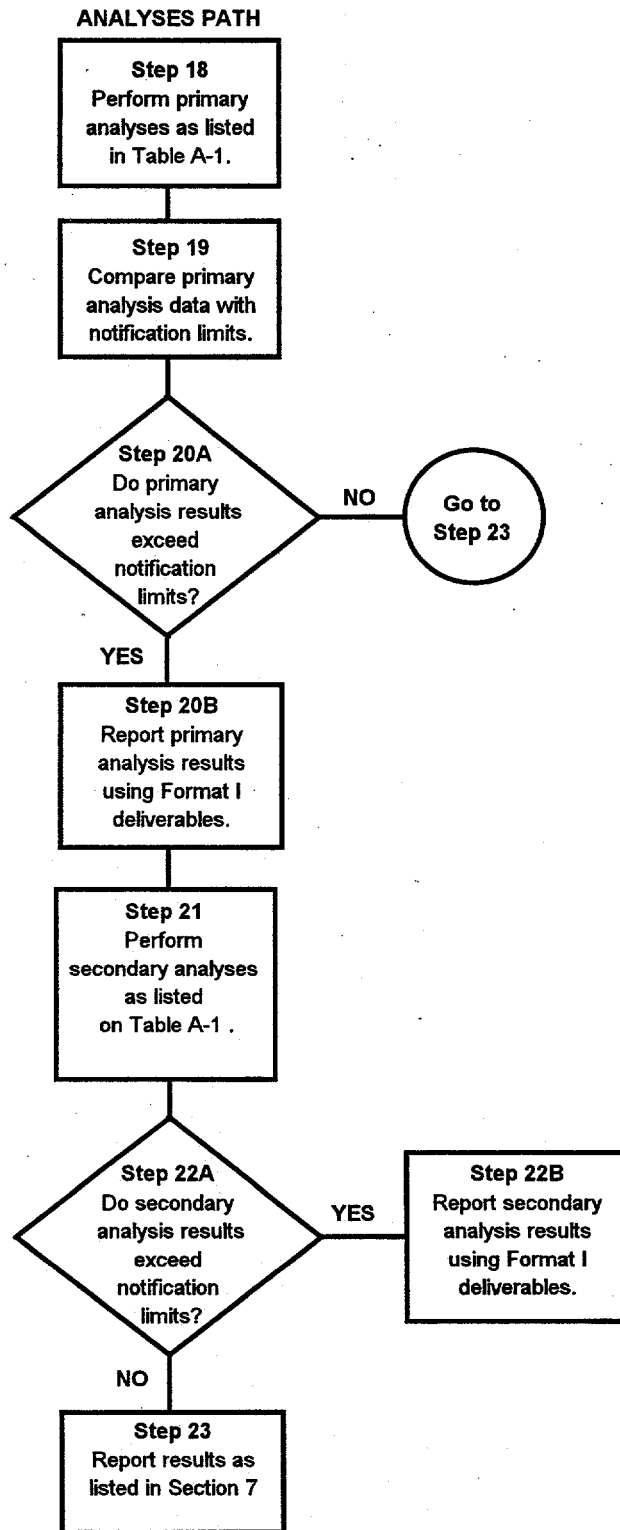 ANALYSES PATH
Step 18
Perform primary
analyses as listed
in Table A-1.
Step 19
Compare primary
analysis data with
notification limits.
Step 20A
Do primary
analysis results
exceed
notification
limits?
NO
Go to
Step 23
YES
Step 20B
Report primary
analysis results
using Format I
deliverables.
Step 21
Perform
secondary analyses
as listed
on Table A-1 .
Step 22A
Do secondary
analysis results
exceed
notification
limits?
YES
Step 22B
Report secondary
analysis results
using Format I
deliverables.
NO
Step 23
Report results as
listed in Section 7